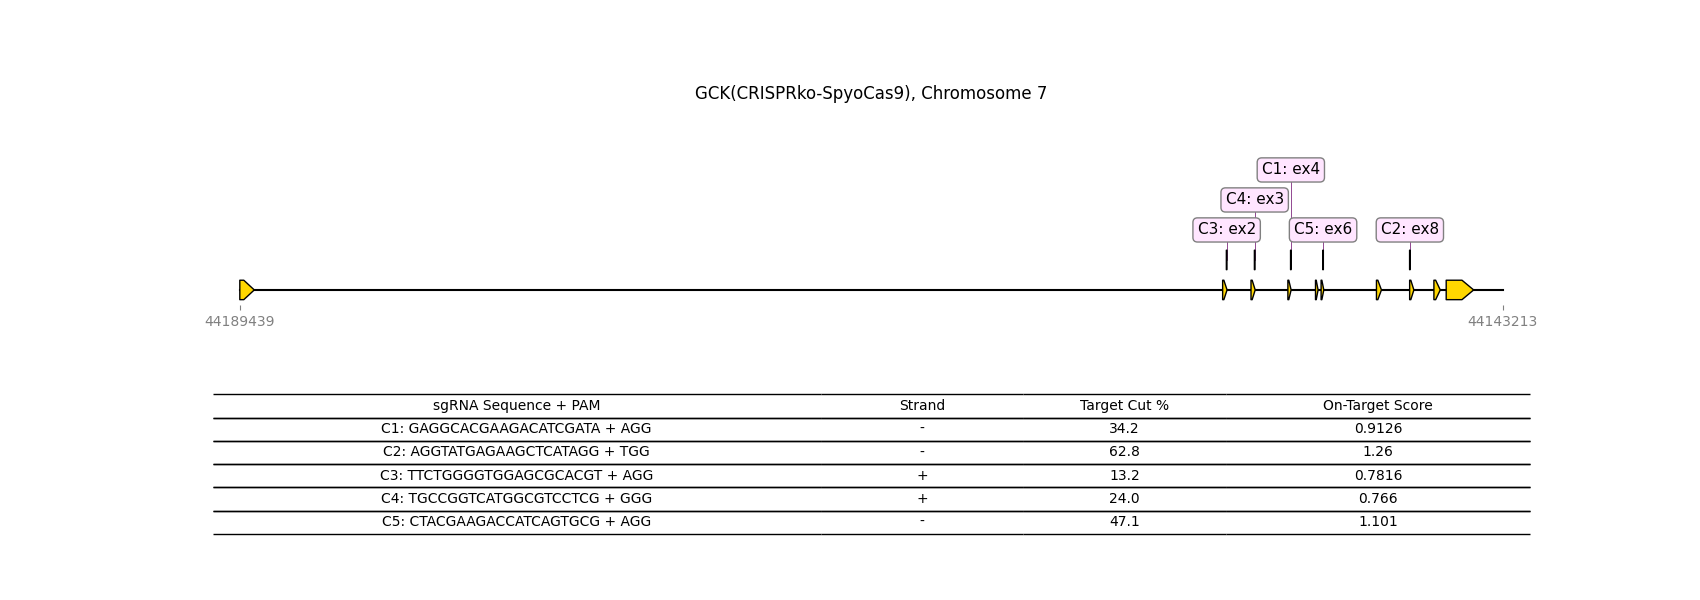 GCK(CRISPRko-SpyoCas9), Chromosome 7
C1: ex4
C4: ex3
C3: ex2 C5: ex6 C2: ex8
44189439 44143213
sgRNA Sequence + PAM Strand Target Cut % On-Target Score
C1: GAGGCACGAAGACATCGATA + AGG - 34.2 0.9126
C2: AGGTATGAGAAGCTCATAGG + TGG - 62.8 1.26
C3: TTCTGGGGTGGAGCGCACGT + AGG + 13.2 0.7816
C4: TGCCGGTCATGGCGTCCTCG + GGG + 24.0 0.766
C5: CTACGAAGACCATCAGTGCG + AGG - 47.1 1.101